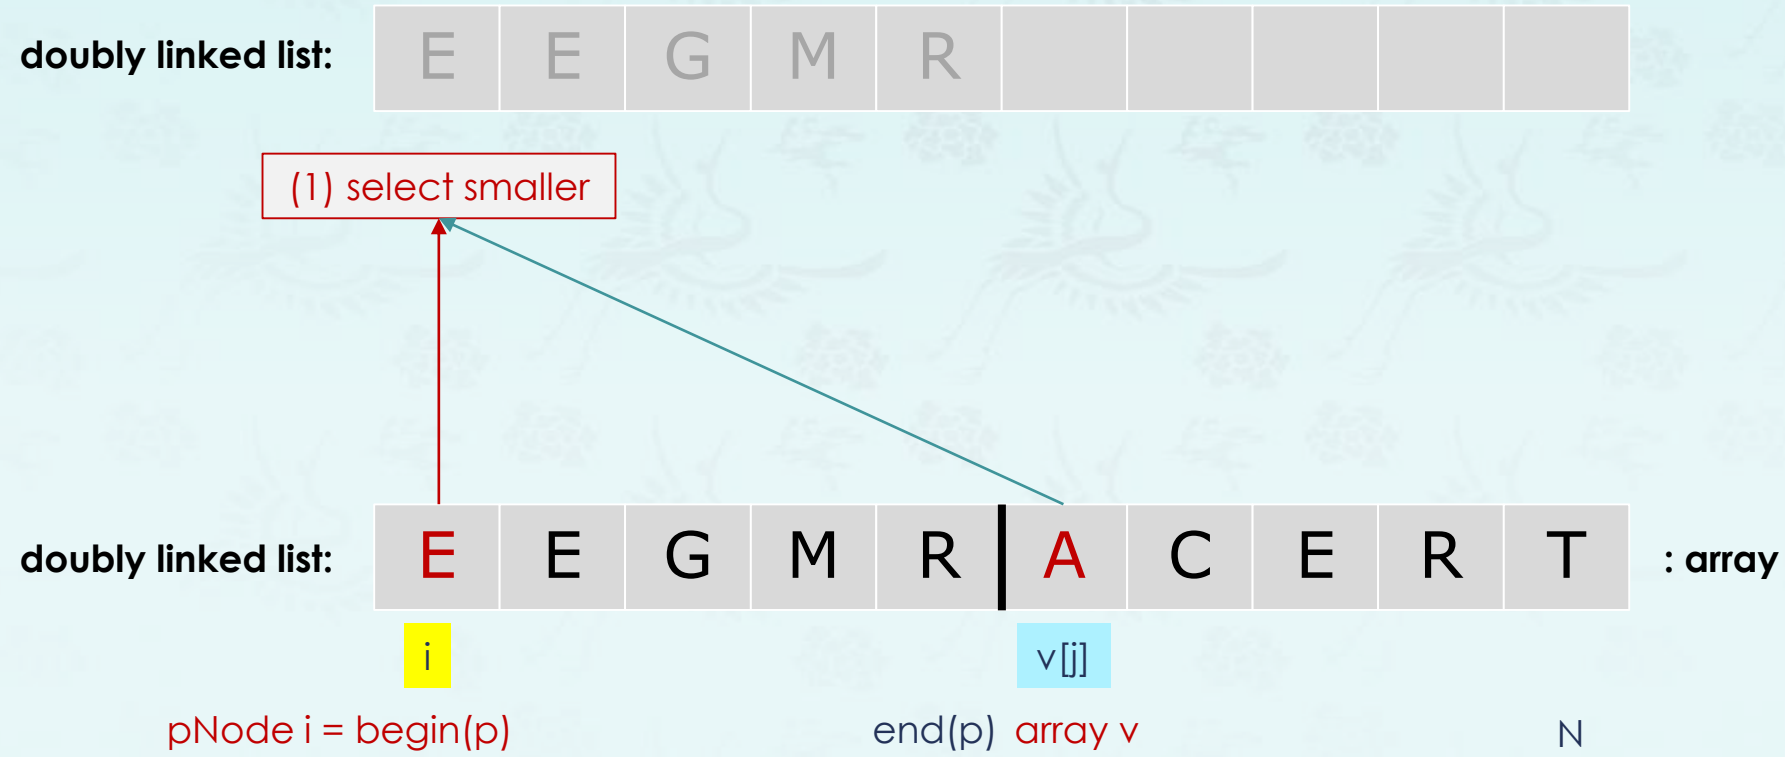 doubly linked list: E E G M R
(1) select smaller
doubly linked list: E E G M R A C E R T : array
i v[j]
pNode i = begin(p) end(p) array v N